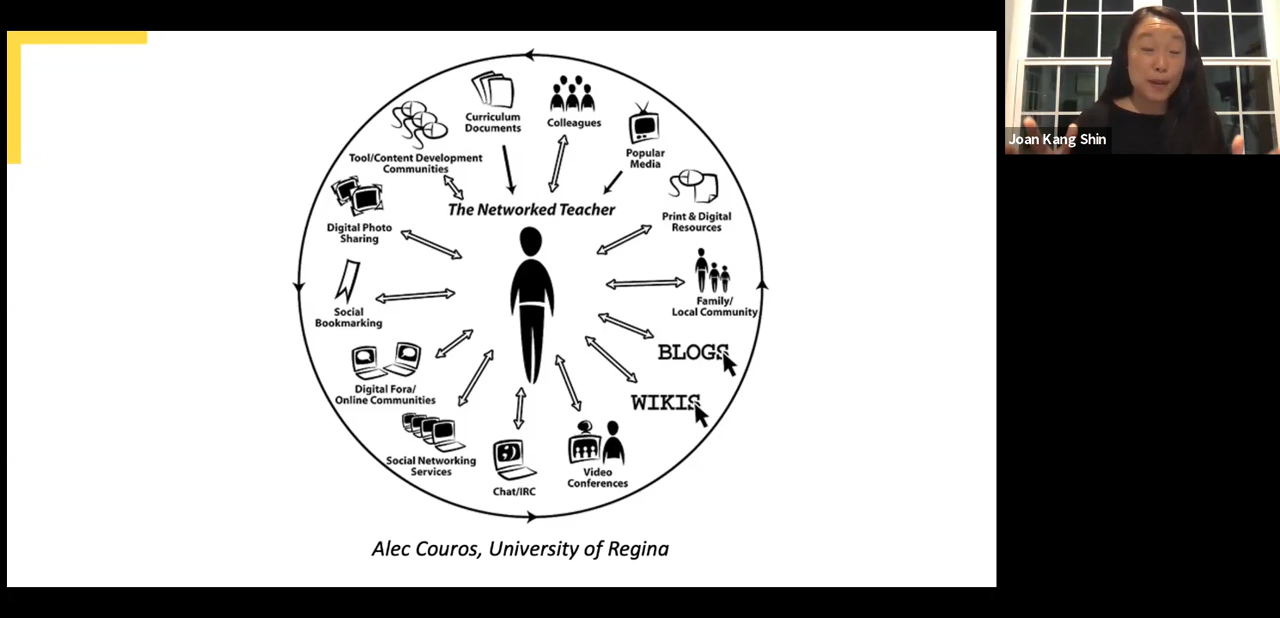 Curriculum
Documents
Colleagues
Popular
Media
Tool/Content Development
Communities
Print & Digital
Resources
The Networked Teacher
Digital Photo
Sharing
Family/
Local Community
Social
Bookmarking
BLOGS
Digital Fora/
Online Communities
WIKIS
Social Networking
Services
Video
Conferences
Chat/IRC
Alec Couros, University of Regina
Joan Kang Shin